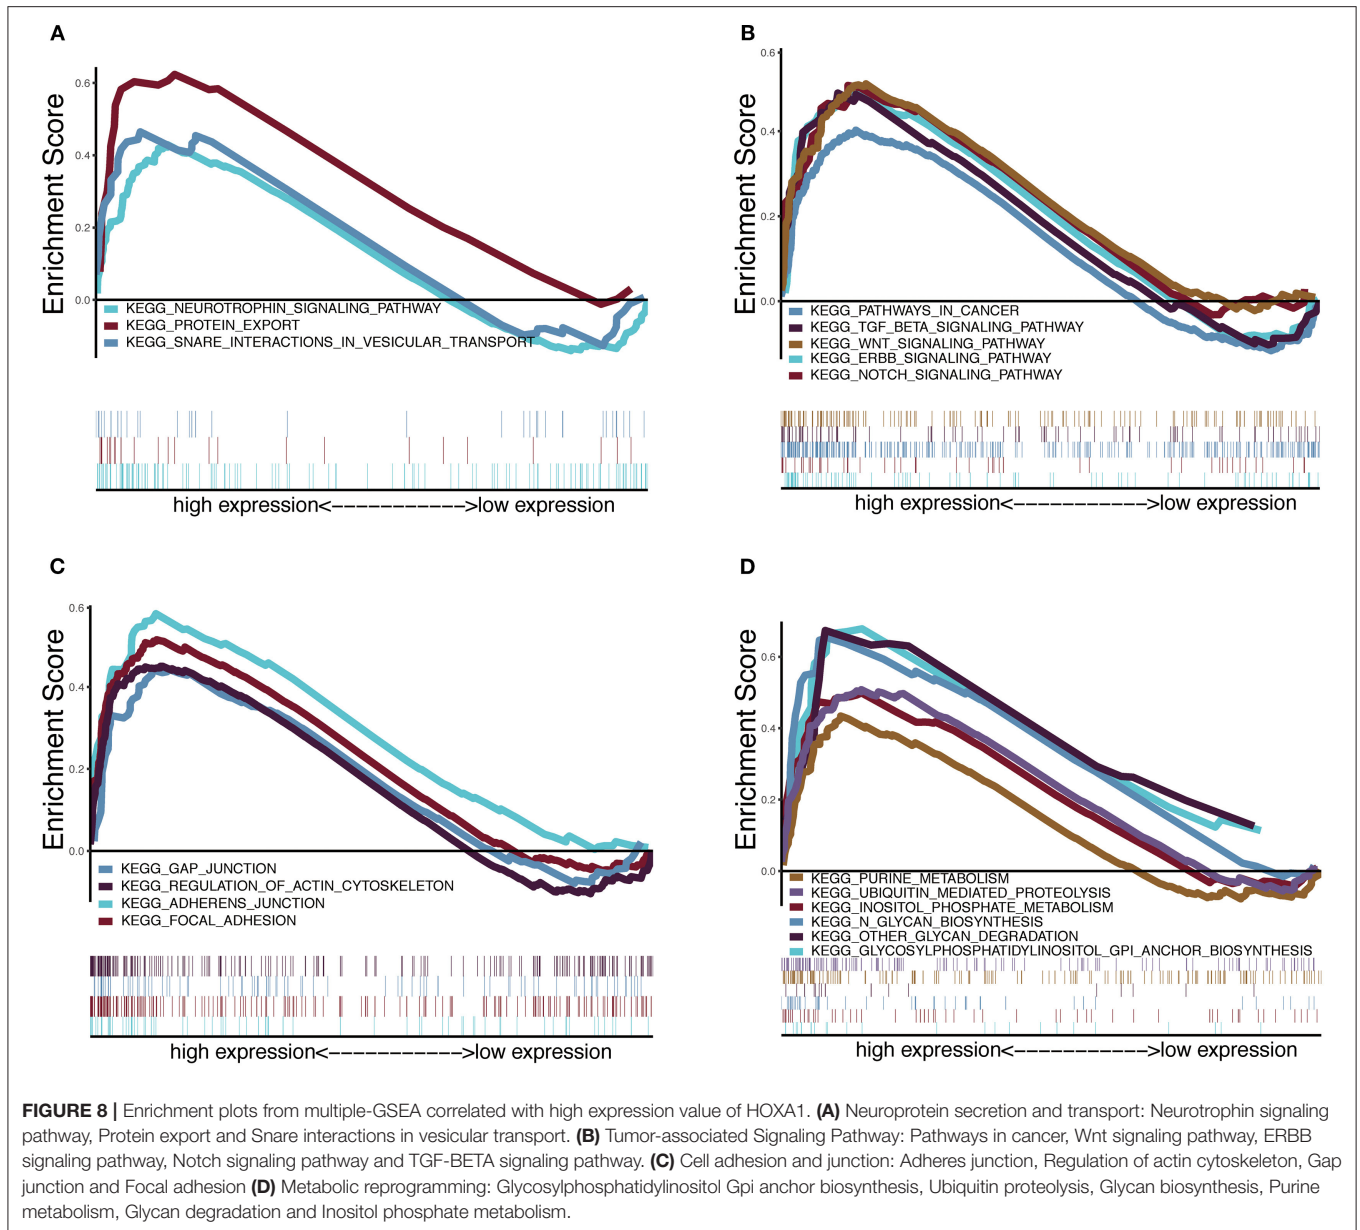 A
Enrichment Score
0.6
0.4
0.2
0.0
KEGG_NEUROTROPHIN_SIGNALING_PATHWAY
KEGG_PROTEIN_EXPORT
KEGG_SNARE_INTERACTIONS_IN_VESICULAR_TRANSPORT
high expression<------------>low expression
B
Enrichment Score
0.6
0.4
0.2
0.0
KEGG_PATHWAYS_IN_CANCER
KEGG_TGF_BETA_SIGNALING_PATHWAY
KEGG_WNT_SIGNALING_PATHWAY
KEGG_ERBB_SIGNALING_PATHWAY
KEGG_NOTCH_SIGNALING_PATHWAY
high expression<------------>low expression
C
Enrichment Score
0.6
0.4
0.2
0.0
KEGG_GAP_JUNCTION
KEGG_REGULATION_OF_ACTIN_CYTOSKELETON
KEGG_ADHERENS_JUNCTION
KEGG_FOCAL_ADHESION
high expression<------------>low expression
D
Enrichment Score
0.6
0.4
0.2
0.0
KEGG_PURINE_METABOLISM
KEGG_UBIQUITIN_MEDIATED_PROTEOLYSIS
KEGG_INOSITOL_PHOSPHATE_METABOLISM
KEGG_N_GLYCAN_BIOSYNTHESIS
KEGG_OTHER_GLYCAN_DEGRADATION
KEGG_GLYCOSYLPHOSPHATIDYLINOSITOL_GPI_ANCHOR_BIOSYNTHESIS
high expression<------------>low expression
FIGURE 8 | Enrichment plots from multiple-GSEA correlated with high expression value of HOXA1. (A) Neuroprotein secretion and transport: Neurotrophin signaling
pathway, Protein export and Snare interactions in vesicular transport. (B) Tumor-associated Signaling Pathway: Pathways in cancer, Wnt signaling pathway, ERBB
signaling pathway, Notch signaling pathway and TGF-BETA signaling pathway. (C) Cell adhesion and junction: Adheres junction, Regulation of actin cytoskeleton, Gap
junction and Focal adhesion (D) Metabolic reprogramming: Glycosylphosphatidylinositol Gpi anchor biosynthesis, Ubiquitin proteolysis, Glycan biosynthesis, Purine
metabolism, Glycan degradation and Inositol phosphate metabolism.